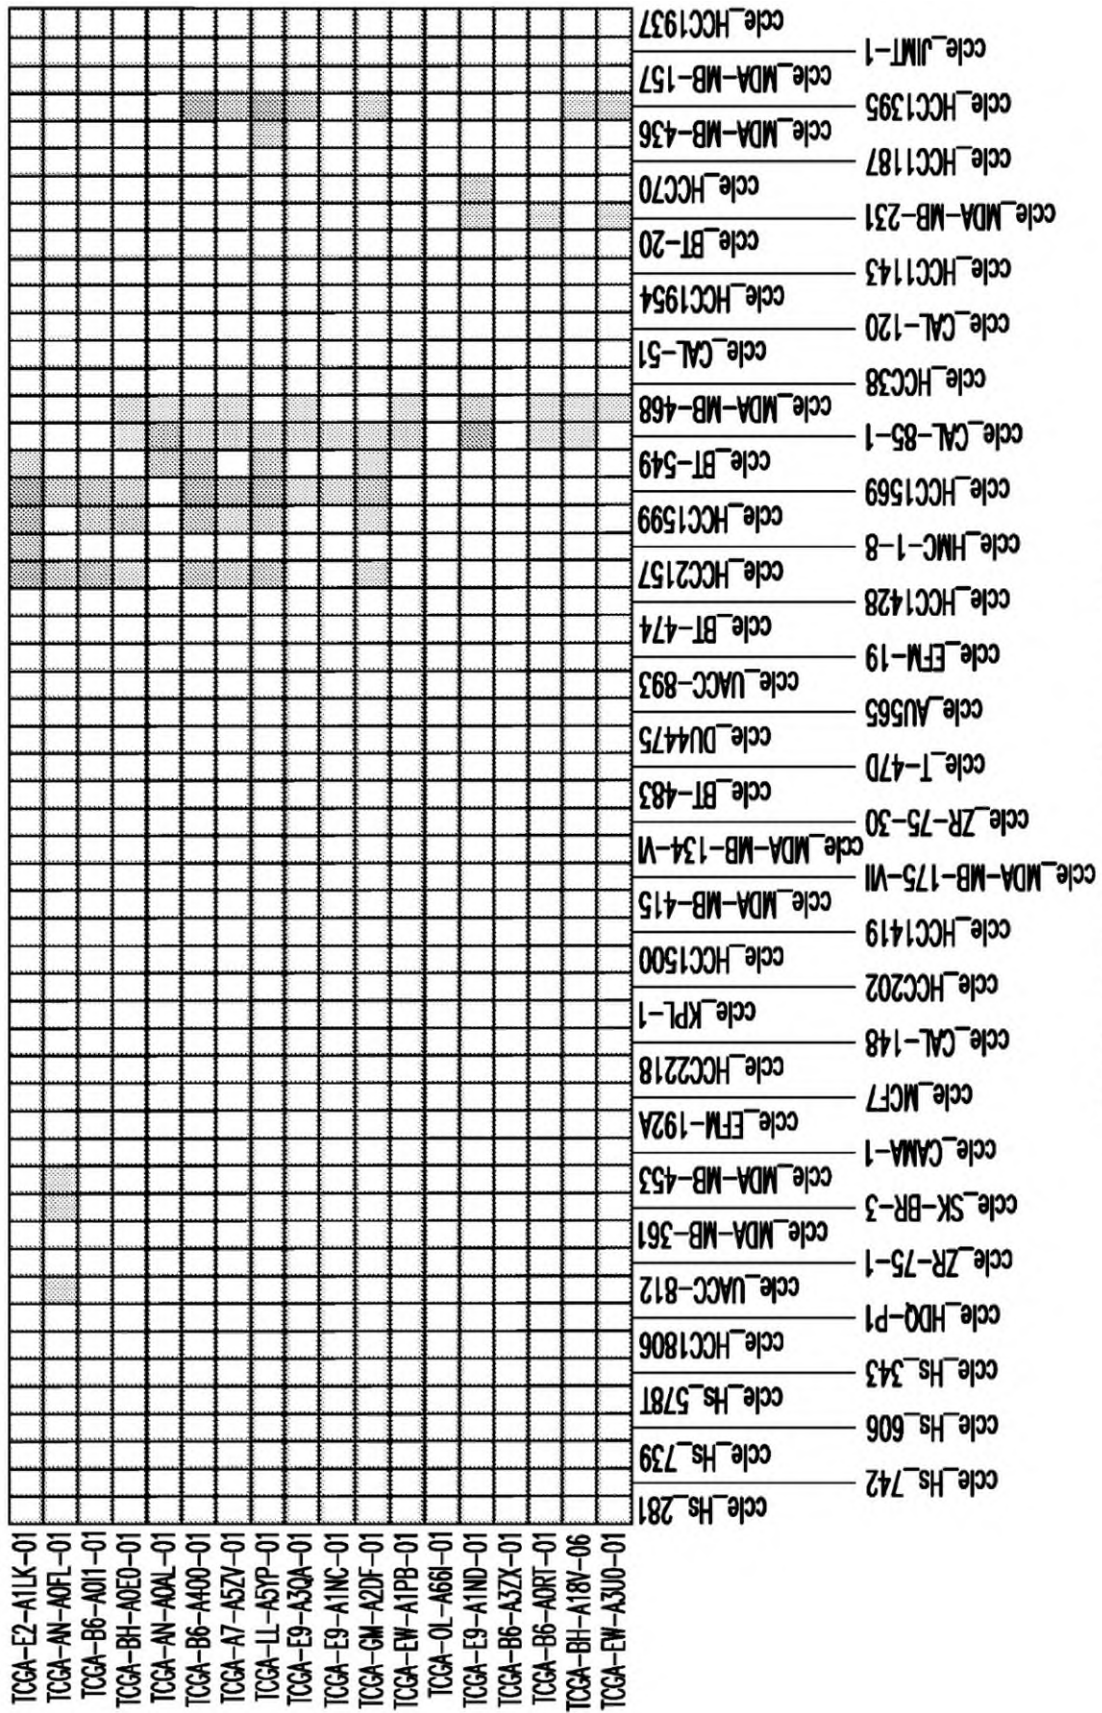 ccle_HCC1937
ccle_JIMT-1
ccle_MDA-MB-157
ccle_HCC1395
ccle_MDA-MB-436
ccle_HCC1187
ccle_HCC70
ccle_MDA-MB-231
ccle_BT-20
ccle_HCC1143
ccle_HCC1954
ccle_CAL-120
ccle_CAL-51
ccle_HCC38
ccle_MDA-MB-468
ccle_CAL-85-1
ccle_BT-549
ccle_HCC1569
ccle_HCC1599
ccle_HMC-1-8
ccle_HCC2157
ccle_HCC1428
ccle_BT-474
ccle_EFM-19
ccle_UACC-893
ccle_AU565
ccle_DU4475
ccle_T-47D
ccle_BT-483
ccle_ZR-75-30
ccle_MDA-MB-134-VI
ccle_MDA-MB-175-VII
ccle_MDA-MB-415
ccle_HCC1419
ccle_HCC1500
ccle_HCC202
ccle_KPL-1
ccle_CAL-148
ccle_HCC2218
ccle_MCF7
ccle_EFM-192A
ccle_CAMA-1
ccle_MDA-MB-453
ccle_SK-BR-3
ccle_MDA-MB-361
ccle_ZR-75-1
ccle_UACC-812
ccle_HDQ-P1
ccle_HCC1806
ccle_Hs_343
ccle_Hs_578T
ccle_Hs_606
ccle_Hs_739
ccle_Hs_742
ccle_Hs_281
TCGA-E2-A1LK-01
TCGA-AN-A0FL-01
TCGA-B6-A0I1-01
TCGA-BH-A0E0-01
TCGA-AN-A0AL-01
TCGA-B6-A400-01
TCGA-A7-A5ZV-01
TCGA-LL-A5YP-01
TCGA-E9-A3QA-01
TCGA-E9-A1NC-01
TCGA-GM-A2DF-01
TCGA-EW-A1PB-01
TCGA-OL-A66I-01
TCGA-E9-A1ND-01
TCGA-B6-A3ZX-01
TCGA-B6-A0RT-01
TCGA-BH-A18V-06
TCGA-EW-A3U0-01